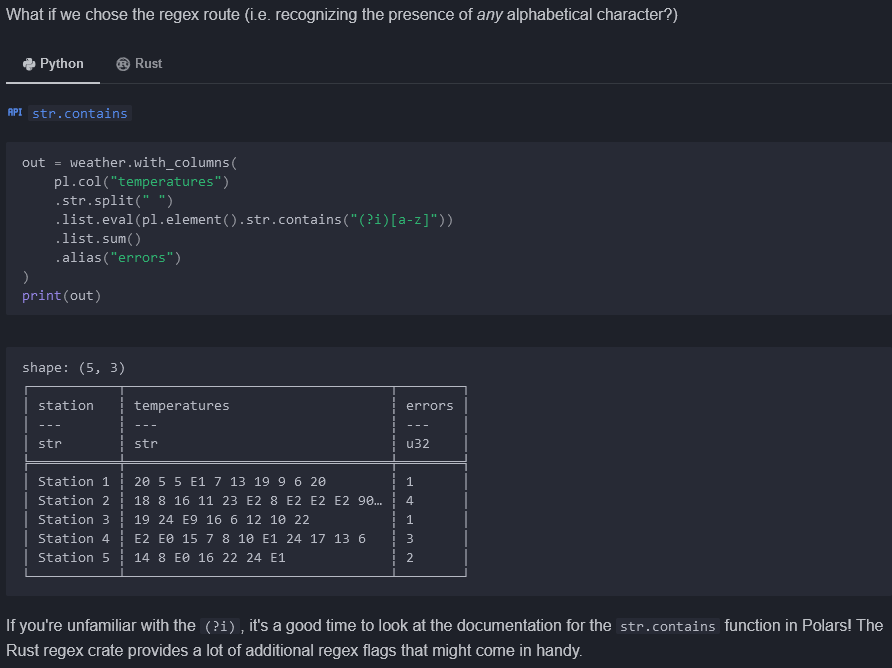 What if we chose the regex route (i.e. recognizing the presence of any alphabetical character?)
Python Rust
API str.contains
out = weather.with_columns(
    pl.col("temperatures")
    .str.split(" ")
    .list.eval(pl.element().str.contains("(?i)[a-z]"))
    .list.sum()
    .alias("errors")
)
print(out)
shape: (5, 3)
station temperatures errors
--- --- ---
str str u32
Station 1 20 5 5 E1 7 13 19 9 6 20 1
Station 2 18 8 16 11 23 E2 8 E2 E2 E2 90… 4
Station 3 19 24 E9 16 6 12 10 22 1
Station 4 E2 E0 15 7 8 10 E1 24 17 13 6 3
Station 5 14 8 E0 16 22 24 E1 2
If you're unfamiliar with the (?i), it's a good time to look at the documentation for the str.contains function in Polars! The
Rust regex crate provides a lot of additional regex flags that might come in handy.